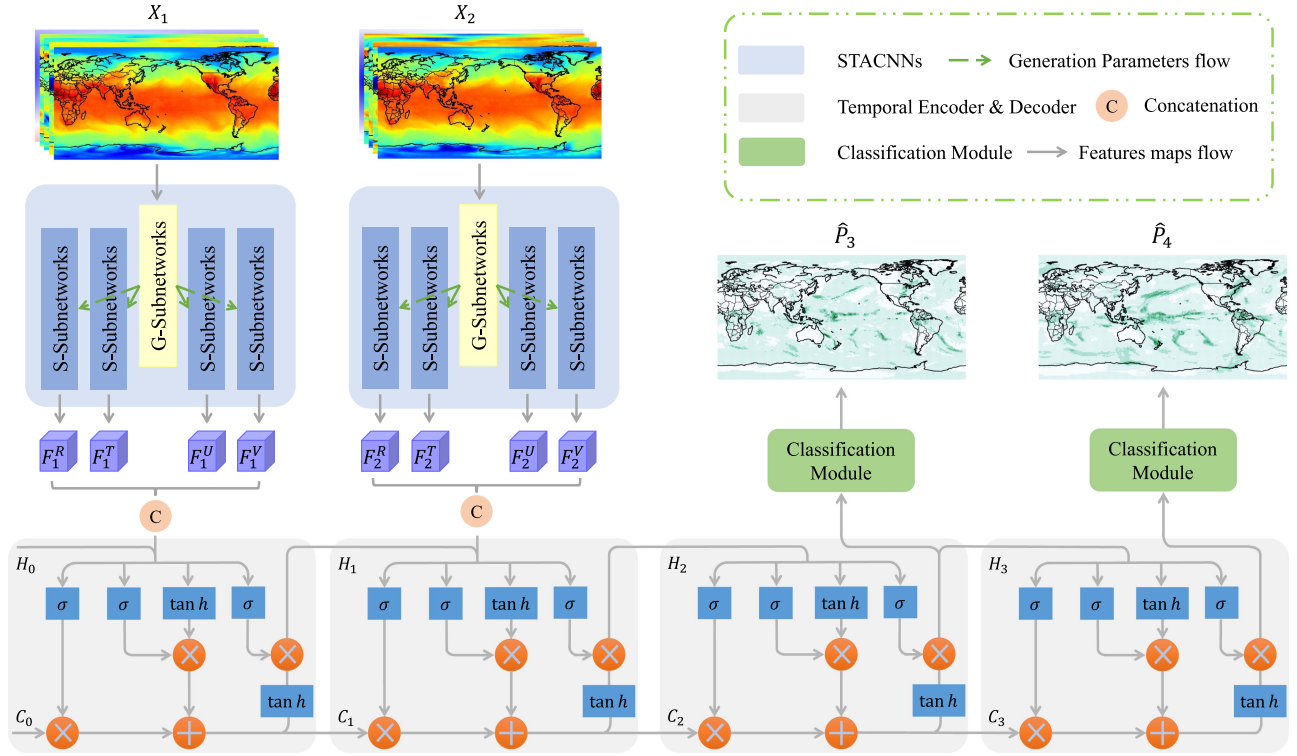 X₁
X₂
STACNNs
Generation Parameters flow
Temporal Encoder & Decoder
C
Concatenation
Classification Module
Features maps flow
S-Subnetworks
S-Subnetworks
G-Subnetworks
S-Subnetworks
S-Subnetworks
S-Subnetworks
S-Subnetworks
G-Subnetworks
S-Subnetworks
S-Subnetworks
P̂₃
P̂₄
F₁ᴿ
F₁ᵀ
F₁ᵁ
F₁ⱽ
F₂ᴿ
F₂ᵀ
F₂ᵁ
F₂ⱽ
Classification
Module
Classification
Module
C
C
H₀
H₁
H₂
H₃
σ
σ
tan h
σ
σ
σ
tan h
σ
σ
σ
tan h
σ
σ
σ
tan h
σ
tan h
tan h
tan h
tan h
C₀
C₁
C₂
C₃